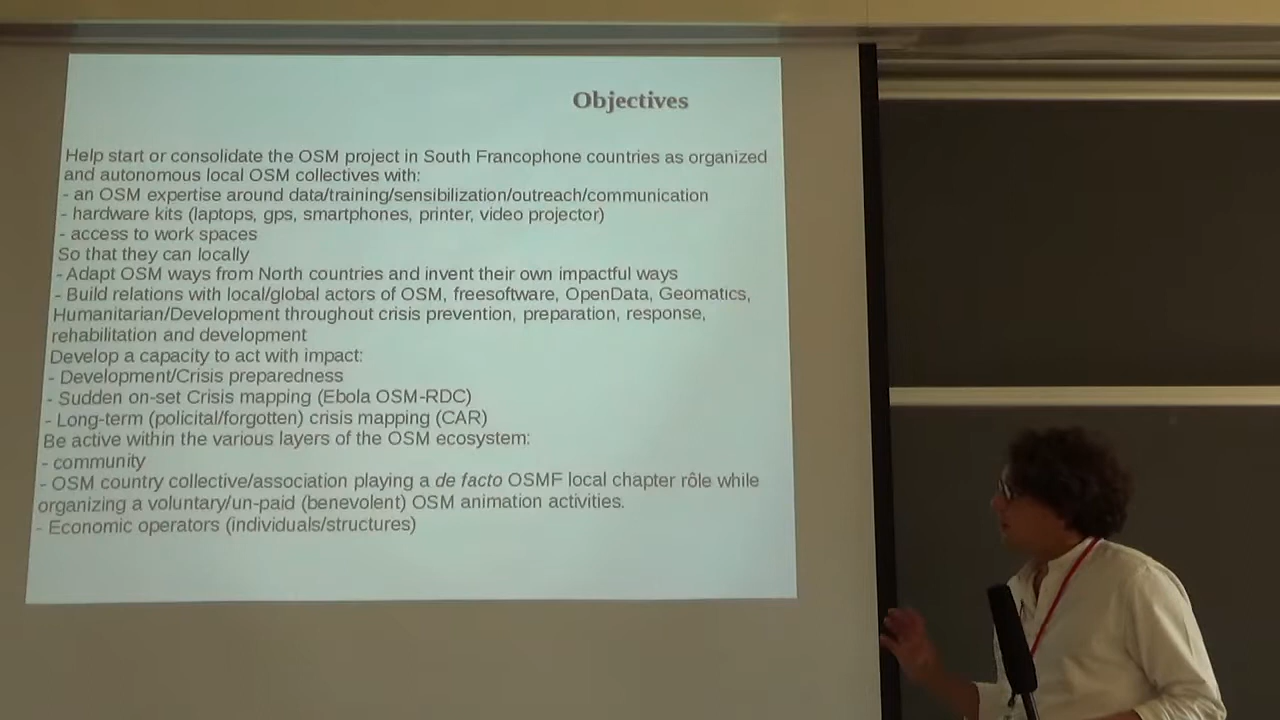 Objectives
Help start or consolidate the OSM project in South Francophone countries as organized
and autonomous local OSM collectives with:
- an OSM expertise around data/training/sensibilization/outreach/communication
- hardware kits (laptops, gps, smartphones, printer, video projector)
- access to work spaces
So that they can locally
- Adapt OSM ways from North countries and invent their own impactful ways
- Build relations with local/global actors of OSM, freesoftware, OpenData, Geomatics,
Humanitarian/Development throughout crisis prevention, preparation, response,
rehabilitation and development
Develop a capacity to act with impact:
- Development/Crisis preparedness
- Sudden on-set Crisis mapping (Ebola OSM-RDC)
- Long-term (policital/forgotten) crisis mapping (CAR)
Be active within the various layers of the OSM ecosystem:
- community
- OSM country collective/association playing a de facto OSMF local chapter rôle while
organizing a voluntary/un-paid (benevolent) OSM animation activities.
- Economic operators (individuals/structures)